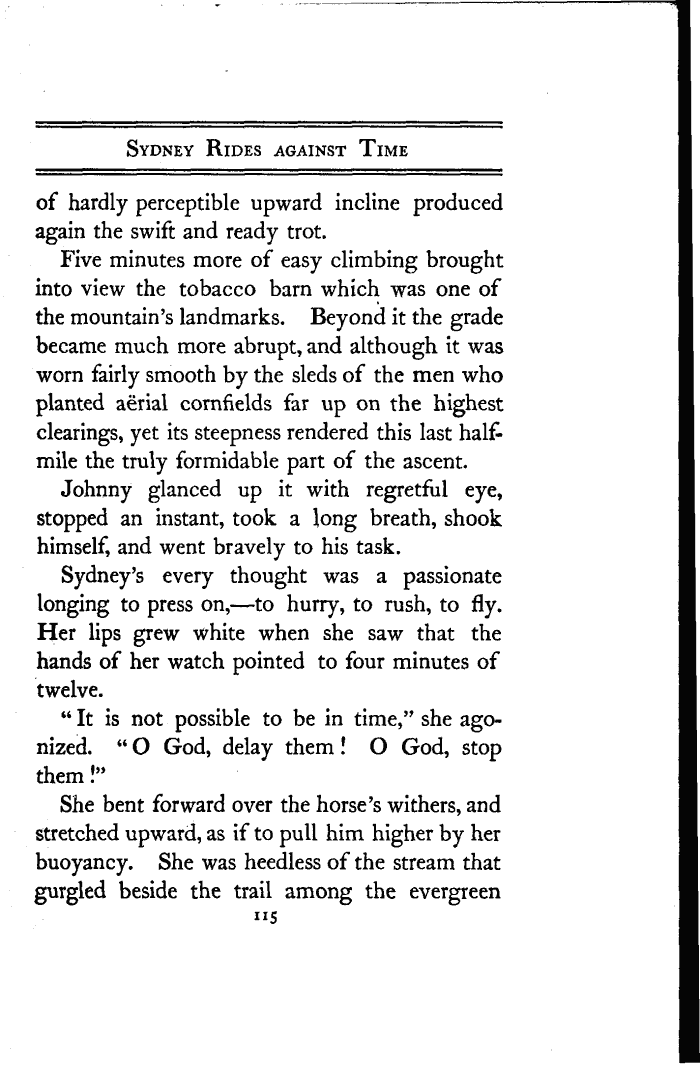 Sydney Rides against Time
of hardly perceptible upward incline produced
again the swift and ready trot.
Five minutes more of easy climbing brought
into view the tobacco barn which was one of
the mountain's landmarks. Beyond it the grade
became much more abrupt, and although it was
worn fairly smooth by the sleds of the men who
planted aërial cornfields far up on the highest
clearings, yet its steepness rendered this last half-
mile the truly formidable part of the ascent.
Johnny glanced up it with regretful eye,
stopped an instant, took a long breath, shook
himself, and went bravely to his task.
Sydney's every thought was a passionate
longing to press on,—to hurry, to rush, to fly.
Her lips grew white when she saw that the
hands of her watch pointed to four minutes of
twelve.
“It is not possible to be in time,” she ago-
nized. “O God, delay them! O God, stop
them!”
She bent forward over the horse's withers, and
stretched upward, as if to pull him higher by her
buoyancy. She was heedless of the stream that
gurgled beside the trail among the evergreen
115